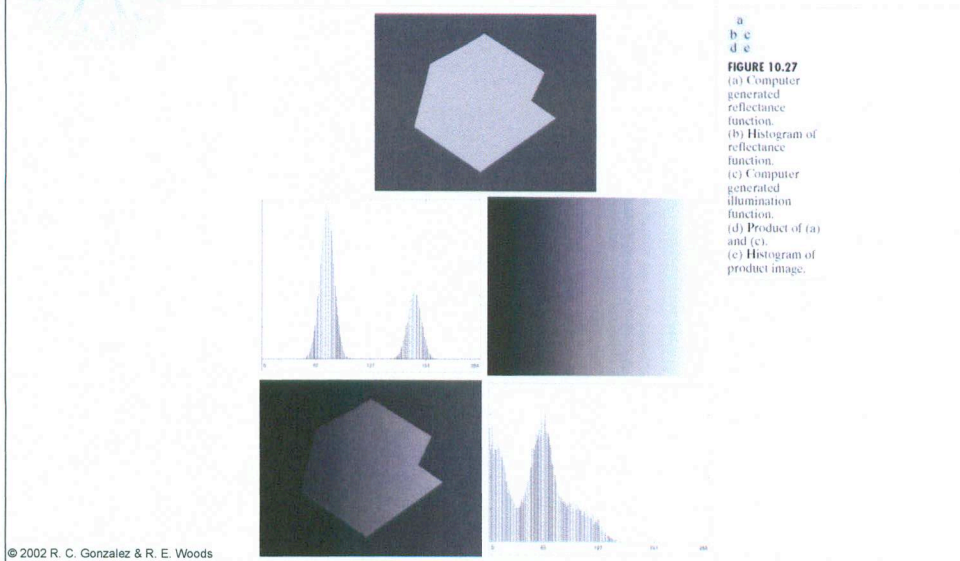 a
b c
d e
FIGURE 10.27
(a) Computer
generated
reflectance
function.
(b) Histogram of
reflectance
function.
(c) Computer
generated
illumination
function.
(d) Product of (a)
and (c).
(e) Histogram of
product image.
© 2002 R. C. Gonzalez & R. E. Woods